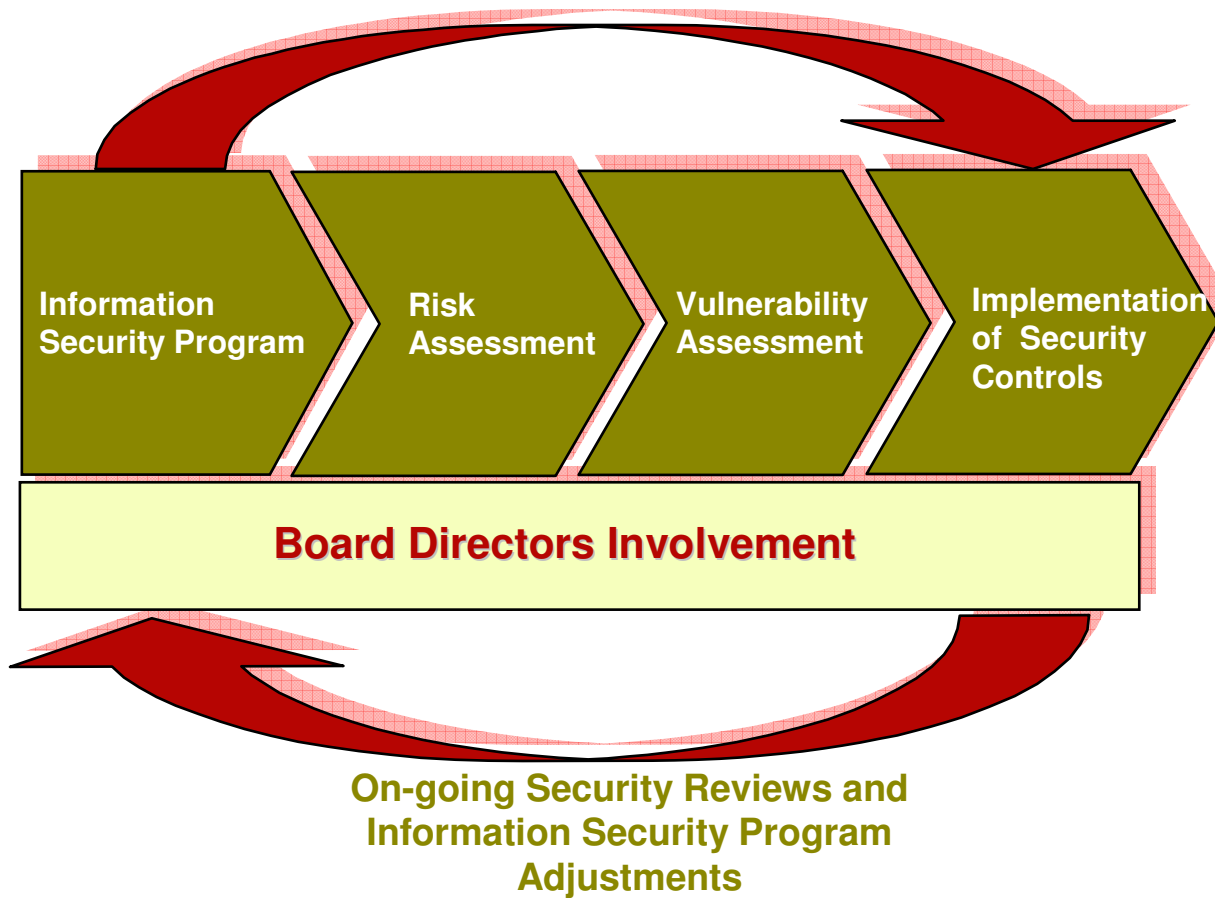 Information
Security Program
Risk
Assessment
Vulnerability
Assessment
Implementation
of Security
Controls
Board Directors Involvement
On-going Security Reviews and
Information Security Program
Adjustments